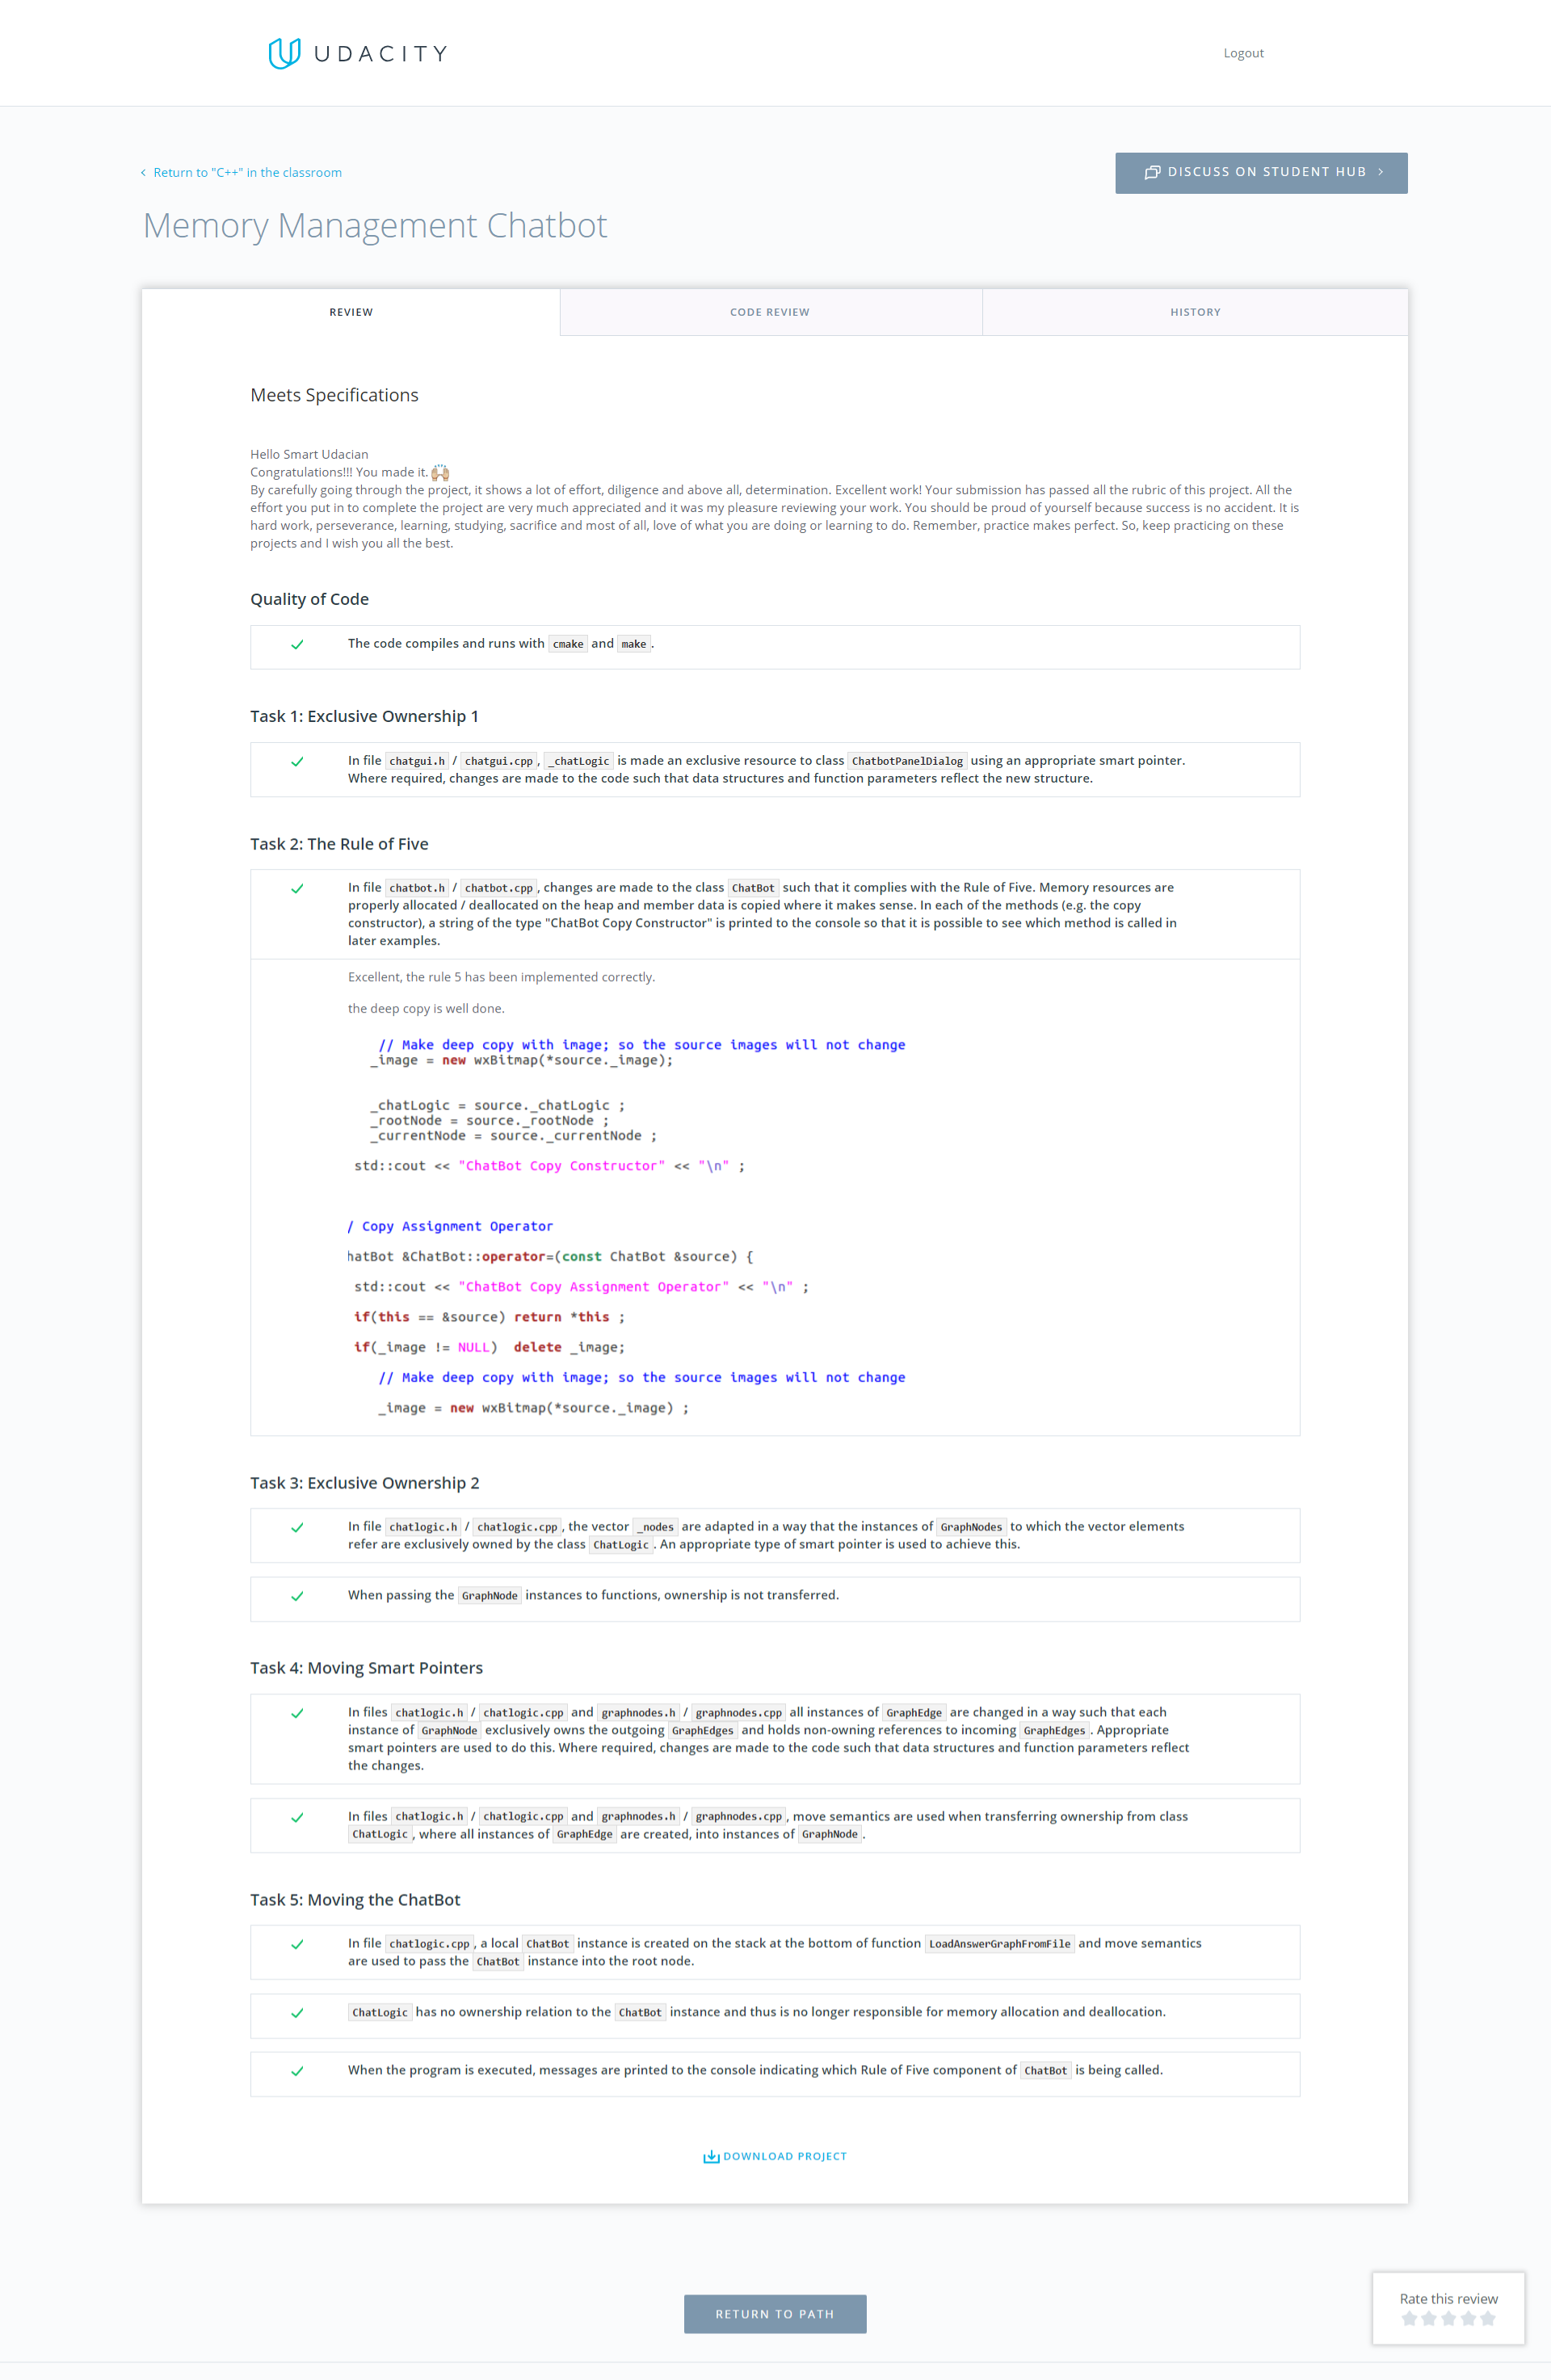 UDACITY
Logout
Return to "C++" in the classroom
DISCUSS ON STUDENT HUB
Memory Management Chatbot
REVIEW
CODE REVIEW
HISTORY
Meets Specifications
Hello Smart Udacian
Congratulations!!! You made it. 🙌🏼
By carefully going through the project, it shows a lot of effort, diligence and above all, determination. Excellent work! Your submission has passed all the rubric of this project. All the
effort you put in to complete the project are very much appreciated and it was my pleasure reviewing your work. You should be proud of yourself because success is no accident. It is
hard work, perseverance, learning, studying, sacrifice and most of all, love of what you are doing or learning to do. Remember, practice makes perfect. So, keep practicing on these
projects and I wish you all the best.
Quality of Code
The code compiles and runs with cmake and make.
Task 1: Exclusive Ownership 1
In file chatgui.h / chatgui.cpp, _chatLogic is made an exclusive resource to class ChatbotPanelDialog using an appropriate smart pointer.
Where required, changes are made to the code such that data structures and function parameters reflect the new structure.
Task 2: The Rule of Five
In file chatbot.h / chatbot.cpp, changes are made to the class ChatBot such that it complies with the Rule of Five. Memory resources are
properly allocated / deallocated on the heap and member data is copied where it makes sense. In each of the methods (e.g. the copy
constructor), a string of the type "ChatBot Copy Constructor" is printed to the console so that it is possible to see which method is called in
later examples.
Excellent, the rule 5 has been implemented correctly.
the deep copy is well done.
// Make deep copy with image; so the source images will not change
_image = new wxBitmap(*source._image);
_chatLogic = source._chatLogic ;
_rootNode = source._rootNode ;
_currentNode = source._currentNode ;
std::cout << "ChatBot Copy Constructor" << "\n" ;
/ Copy Assignment Operator
hatBot &ChatBot::operator=(const ChatBot &source) {
std::cout << "ChatBot Copy Assignment Operator" << "\n" ;
if(this == &source) return *this ;
if(_image != NULL)  delete _image;
// Make deep copy with image; so the source images will not change
_image = new wxBitmap(*source._image) ;
Task 3: Exclusive Ownership 2
In file chatlogic.h / chatlogic.cpp, the vector _nodes are adapted in a way that the instances of GraphNodes to which the vector elements
refer are exclusively owned by the class ChatLogic. An appropriate type of smart pointer is used to achieve this.
When passing the GraphNode instances to functions, ownership is not transferred.
Task 4: Moving Smart Pointers
In files chatlogic.h / chatlogic.cpp and graphnodes.h / graphnodes.cpp all instances of GraphEdge are changed in a way such that each
instance of GraphNode exclusively owns the outgoing GraphEdges and holds non-owning references to incoming GraphEdges. Appropriate
smart pointers are used to do this. Where required, changes are made to the code such that data structures and function parameters reflect
the changes.
In files chatlogic.h / chatlogic.cpp and graphnodes.h / graphnodes.cpp, move semantics are used when transferring ownership from class
ChatLogic, where all instances of GraphEdge are created, into instances of GraphNode.
Task 5: Moving the ChatBot
In file chatlogic.cpp, a local ChatBot instance is created on the stack at the bottom of function LoadAnswerGraphFromFile and move semantics
are used to pass the ChatBot instance into the root node.
ChatLogic has no ownership relation to the ChatBot instance and thus is no longer responsible for memory allocation and deallocation.
When the program is executed, messages are printed to the console indicating which Rule of Five component of ChatBot is being called.
DOWNLOAD PROJECT
RETURN TO PATH
Rate this review